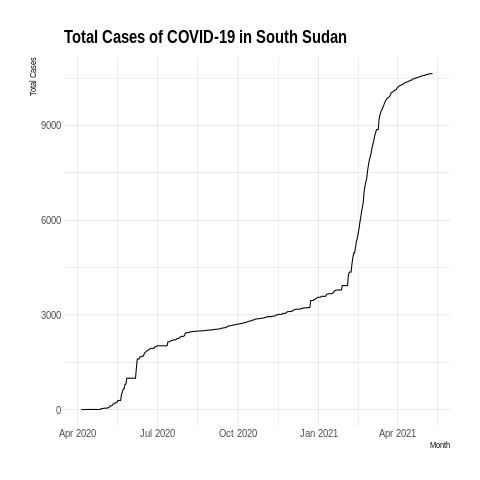 Total Cases of COVID-19 in South Sudan
Total Cases
9000
6000
3000
0
Apr 2020 Jul 2020 Oct 2020 Jan 2021 Apr 2021
Month